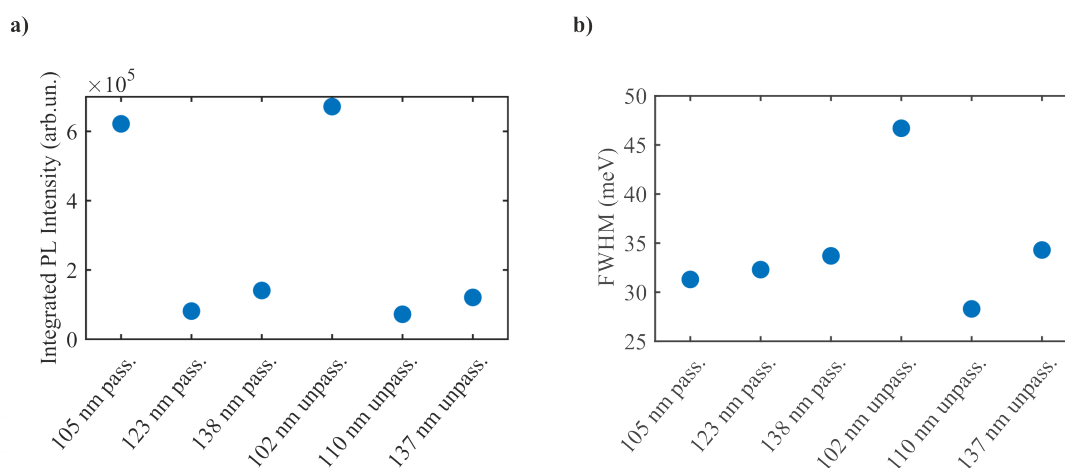 a)
Integrated PL Intensity (arb.un.)
×10⁵
6
4
2
0
105 nm pass.
123 nm pass.
138 nm pass.
102 nm unpass.
110 nm unpass.
137 nm unpass.
b)
FWHM (meV)
50
45
40
35
30
25
105 nm pass.
123 nm pass.
138 nm pass.
102 nm unpass.
110 nm unpass.
137 nm unpass.